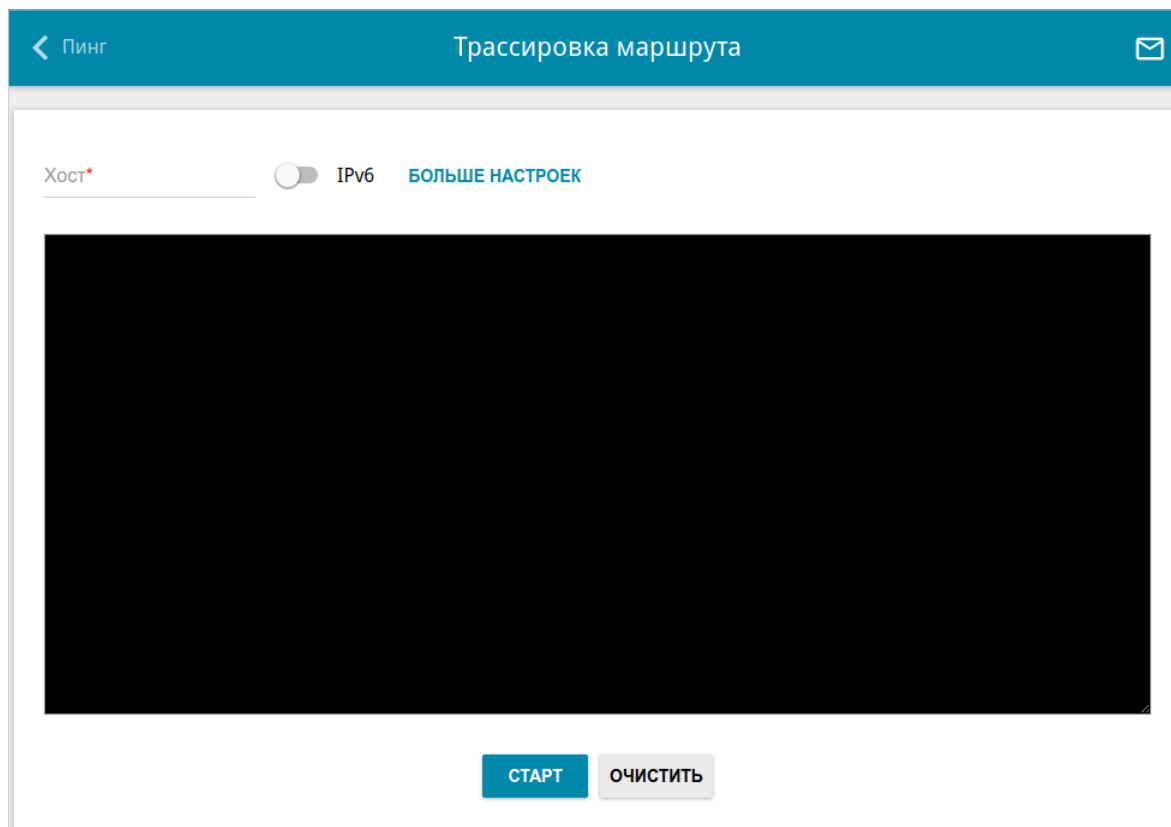 Пинг
Трассировка маршрута
Хост*
IPv6
БОЛЬШЕ НАСТРОЕК
СТАРТ
ОЧИСТИТЬ